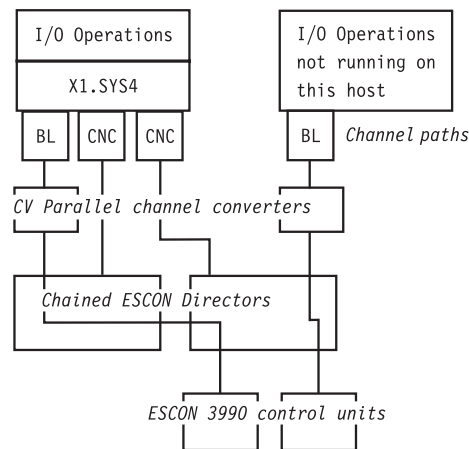 I/O Operations
X1.SYS4
I/O Operations
not running on
this host
BL
CNC
CNC
BL
Channel paths
CV Parallel channel converters
Chained ESCON Directors
ESCON 3990 control units